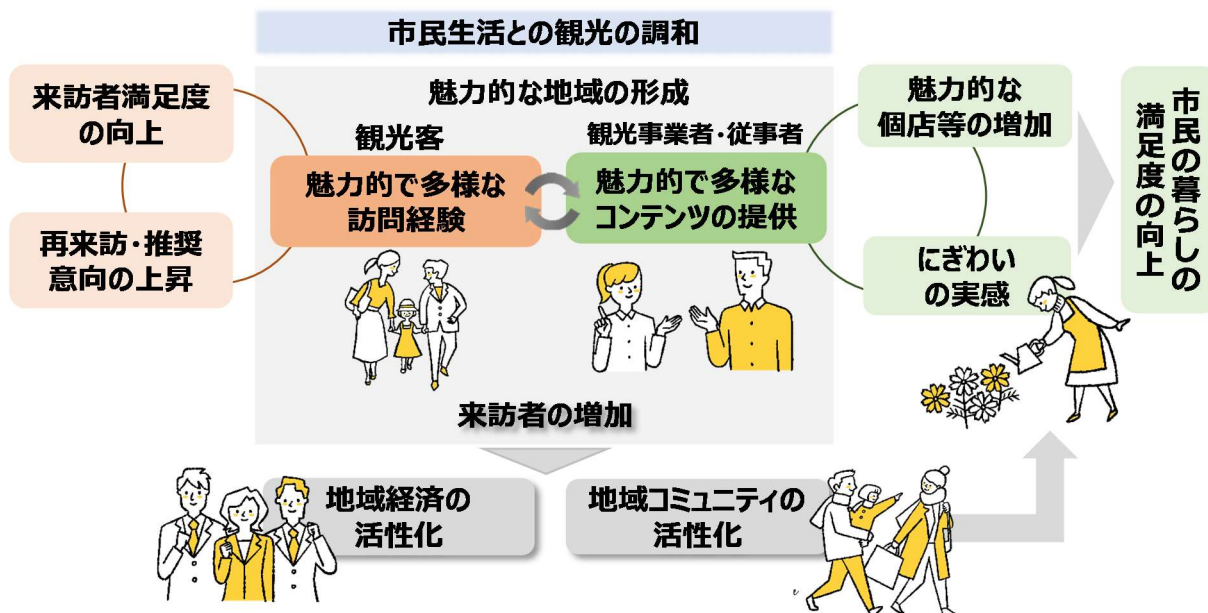 市民生活との観光の調和
魅力的な地域の形成
来訪者満足度
の向上
再来訪・推奨
意向の上昇
観光客
魅力的で多様な
訪問経験
観光事業者・従事者
魅力的で多様な
コンテンツの提供
魅力的な
個店等の増加
にぎわい
の実感
市民の暮らしの
満足度の向上
来訪者の増加
地域経済の
活性化
地域コミュニティの
活性化